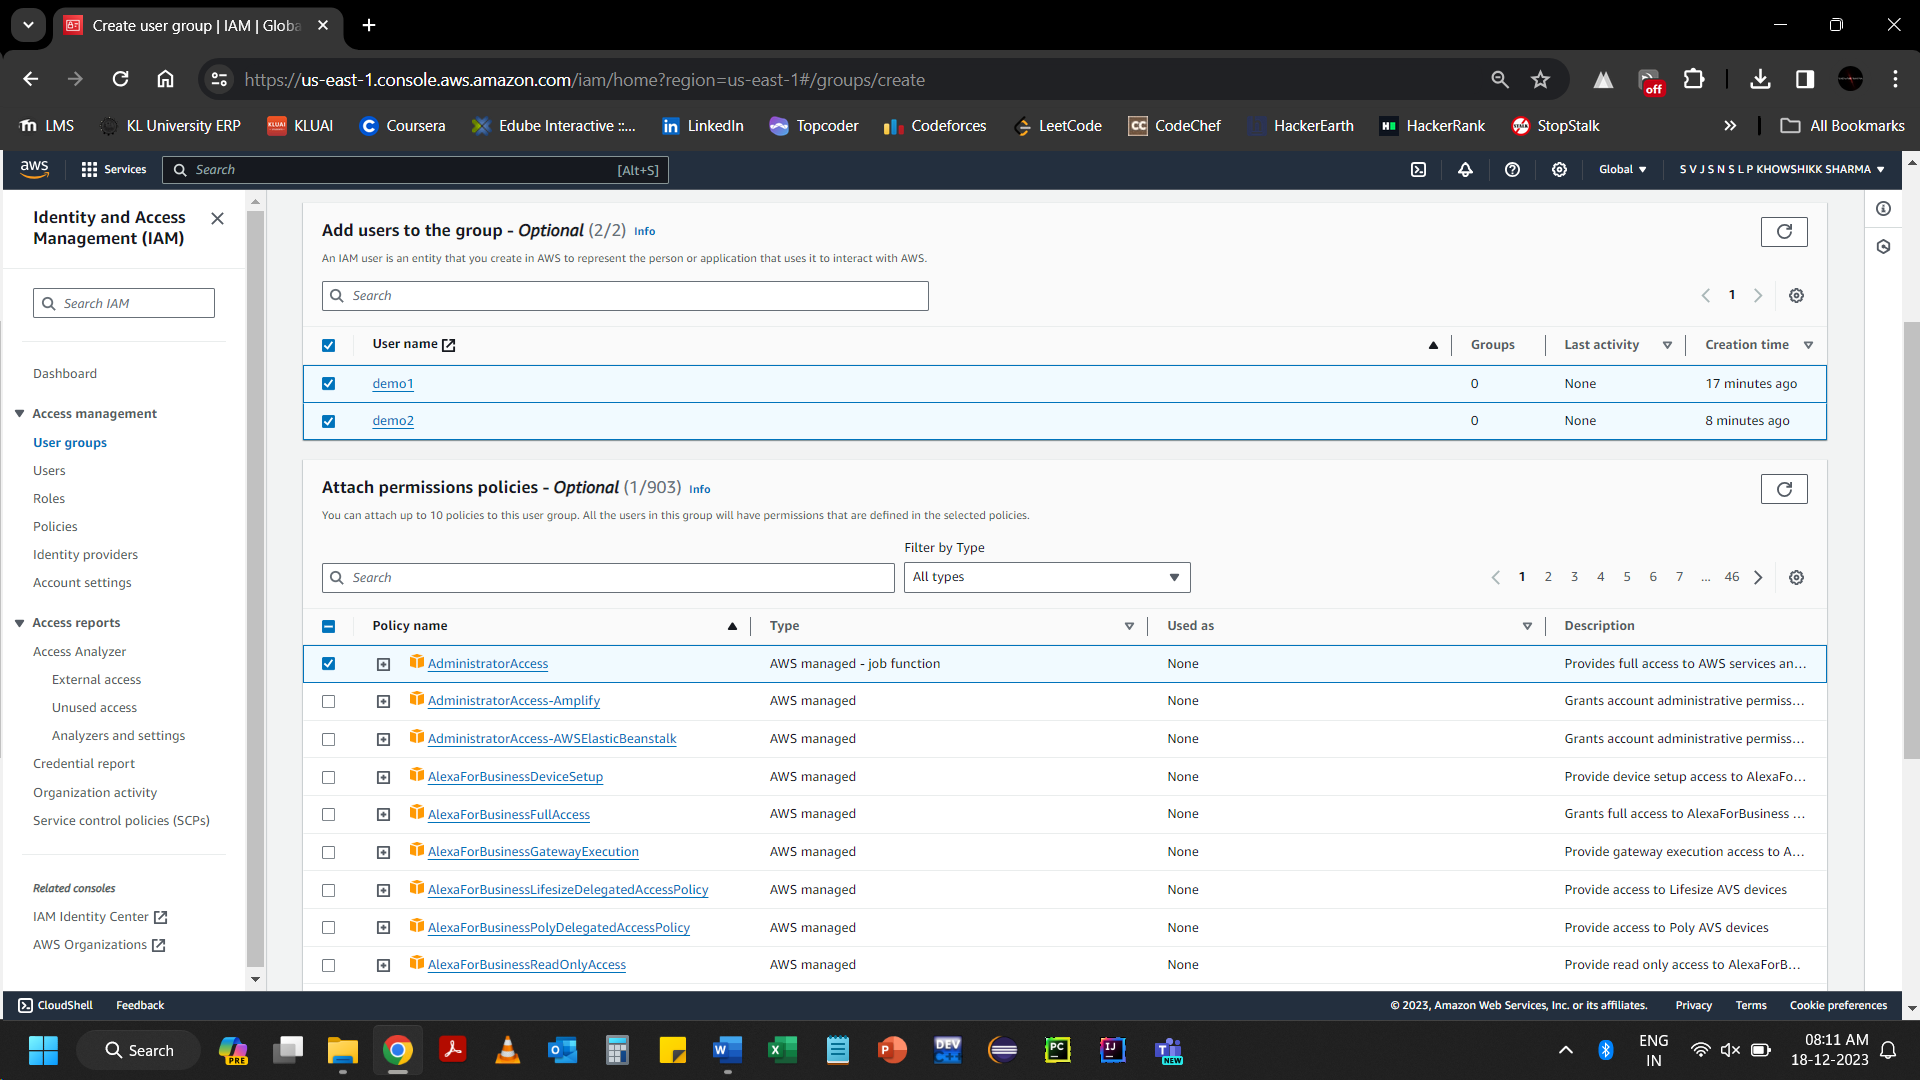 Create user group | IAM | Globa
https://us-east-1.console.aws.amazon.com/iam/home?region=us-east-1#/groups/create
off
LMS
KL University ERP
KLUAI
Coursera
Edube Interactive ::...
LinkedIn
Topcoder
Codeforces
LeetCode
CodeChef
HackerEarth
HackerRank
StopStalk
All Bookmarks
aws
Services
Search
[Alt+S]
Global
S V J S N S L P KHOWSHIKK SHARMA
Identity and Access
Management (IAM)
Search IAM
Dashboard
Access management
User groups
Users
Roles
Policies
Identity providers
Account settings
Access reports
Access Analyzer
External access
Unused access
Analyzers and settings
Credential report
Organization activity
Service control policies (SCPs)
Related consoles
IAM Identity Center
AWS Organizations
Add users to the group - Optional (2/2) Info
An IAM user is an entity that you create in AWS to represent the person or application that uses it to interact with AWS.
Search
1
User name Groups Last activity Creation time
demo1 0 None 17 minutes ago
demo2 0 None 8 minutes ago
Attach permissions policies - Optional (1/903) Info
You can attach up to 10 policies to this user group. All the users in this group will have permissions that are defined in the selected policies.
Filter by Type
Search
All types
1 2 3 4 5 6 7 ... 46
Policy name Type Used as Description
AdministratorAccess AWS managed - job function None Provides full access to AWS services an...
AdministratorAccess-Amplify AWS managed None Grants account administrative permiss...
AdministratorAccess-AWSElasticBeanstalk AWS managed None Grants account administrative permiss...
AlexaForBusinessDeviceSetup AWS managed None Provide device setup access to AlexaFo...
AlexaForBusinessFullAccess AWS managed None Grants full access to AlexaForBusiness ...
AlexaForBusinessGatewayExecution AWS managed None Provide gateway execution access to A...
AlexaForBusinessLifesizeDelegatedAccessPolicy AWS managed None Provide access to Lifesize AVS devices
AlexaForBusinessPolyDelegatedAccessPolicy AWS managed None Provide access to Poly AVS devices
AlexaForBusinessReadOnlyAccess AWS managed None Provide read only access to AlexaForB...
CloudShell
Feedback
© 2023, Amazon Web Services, Inc. or its affiliates.
Privacy
Terms
Cookie preferences
Search
PRE
DEV
C++
PC
IJ
NEW
ENG
IN
08:11 AM
18-12-2023